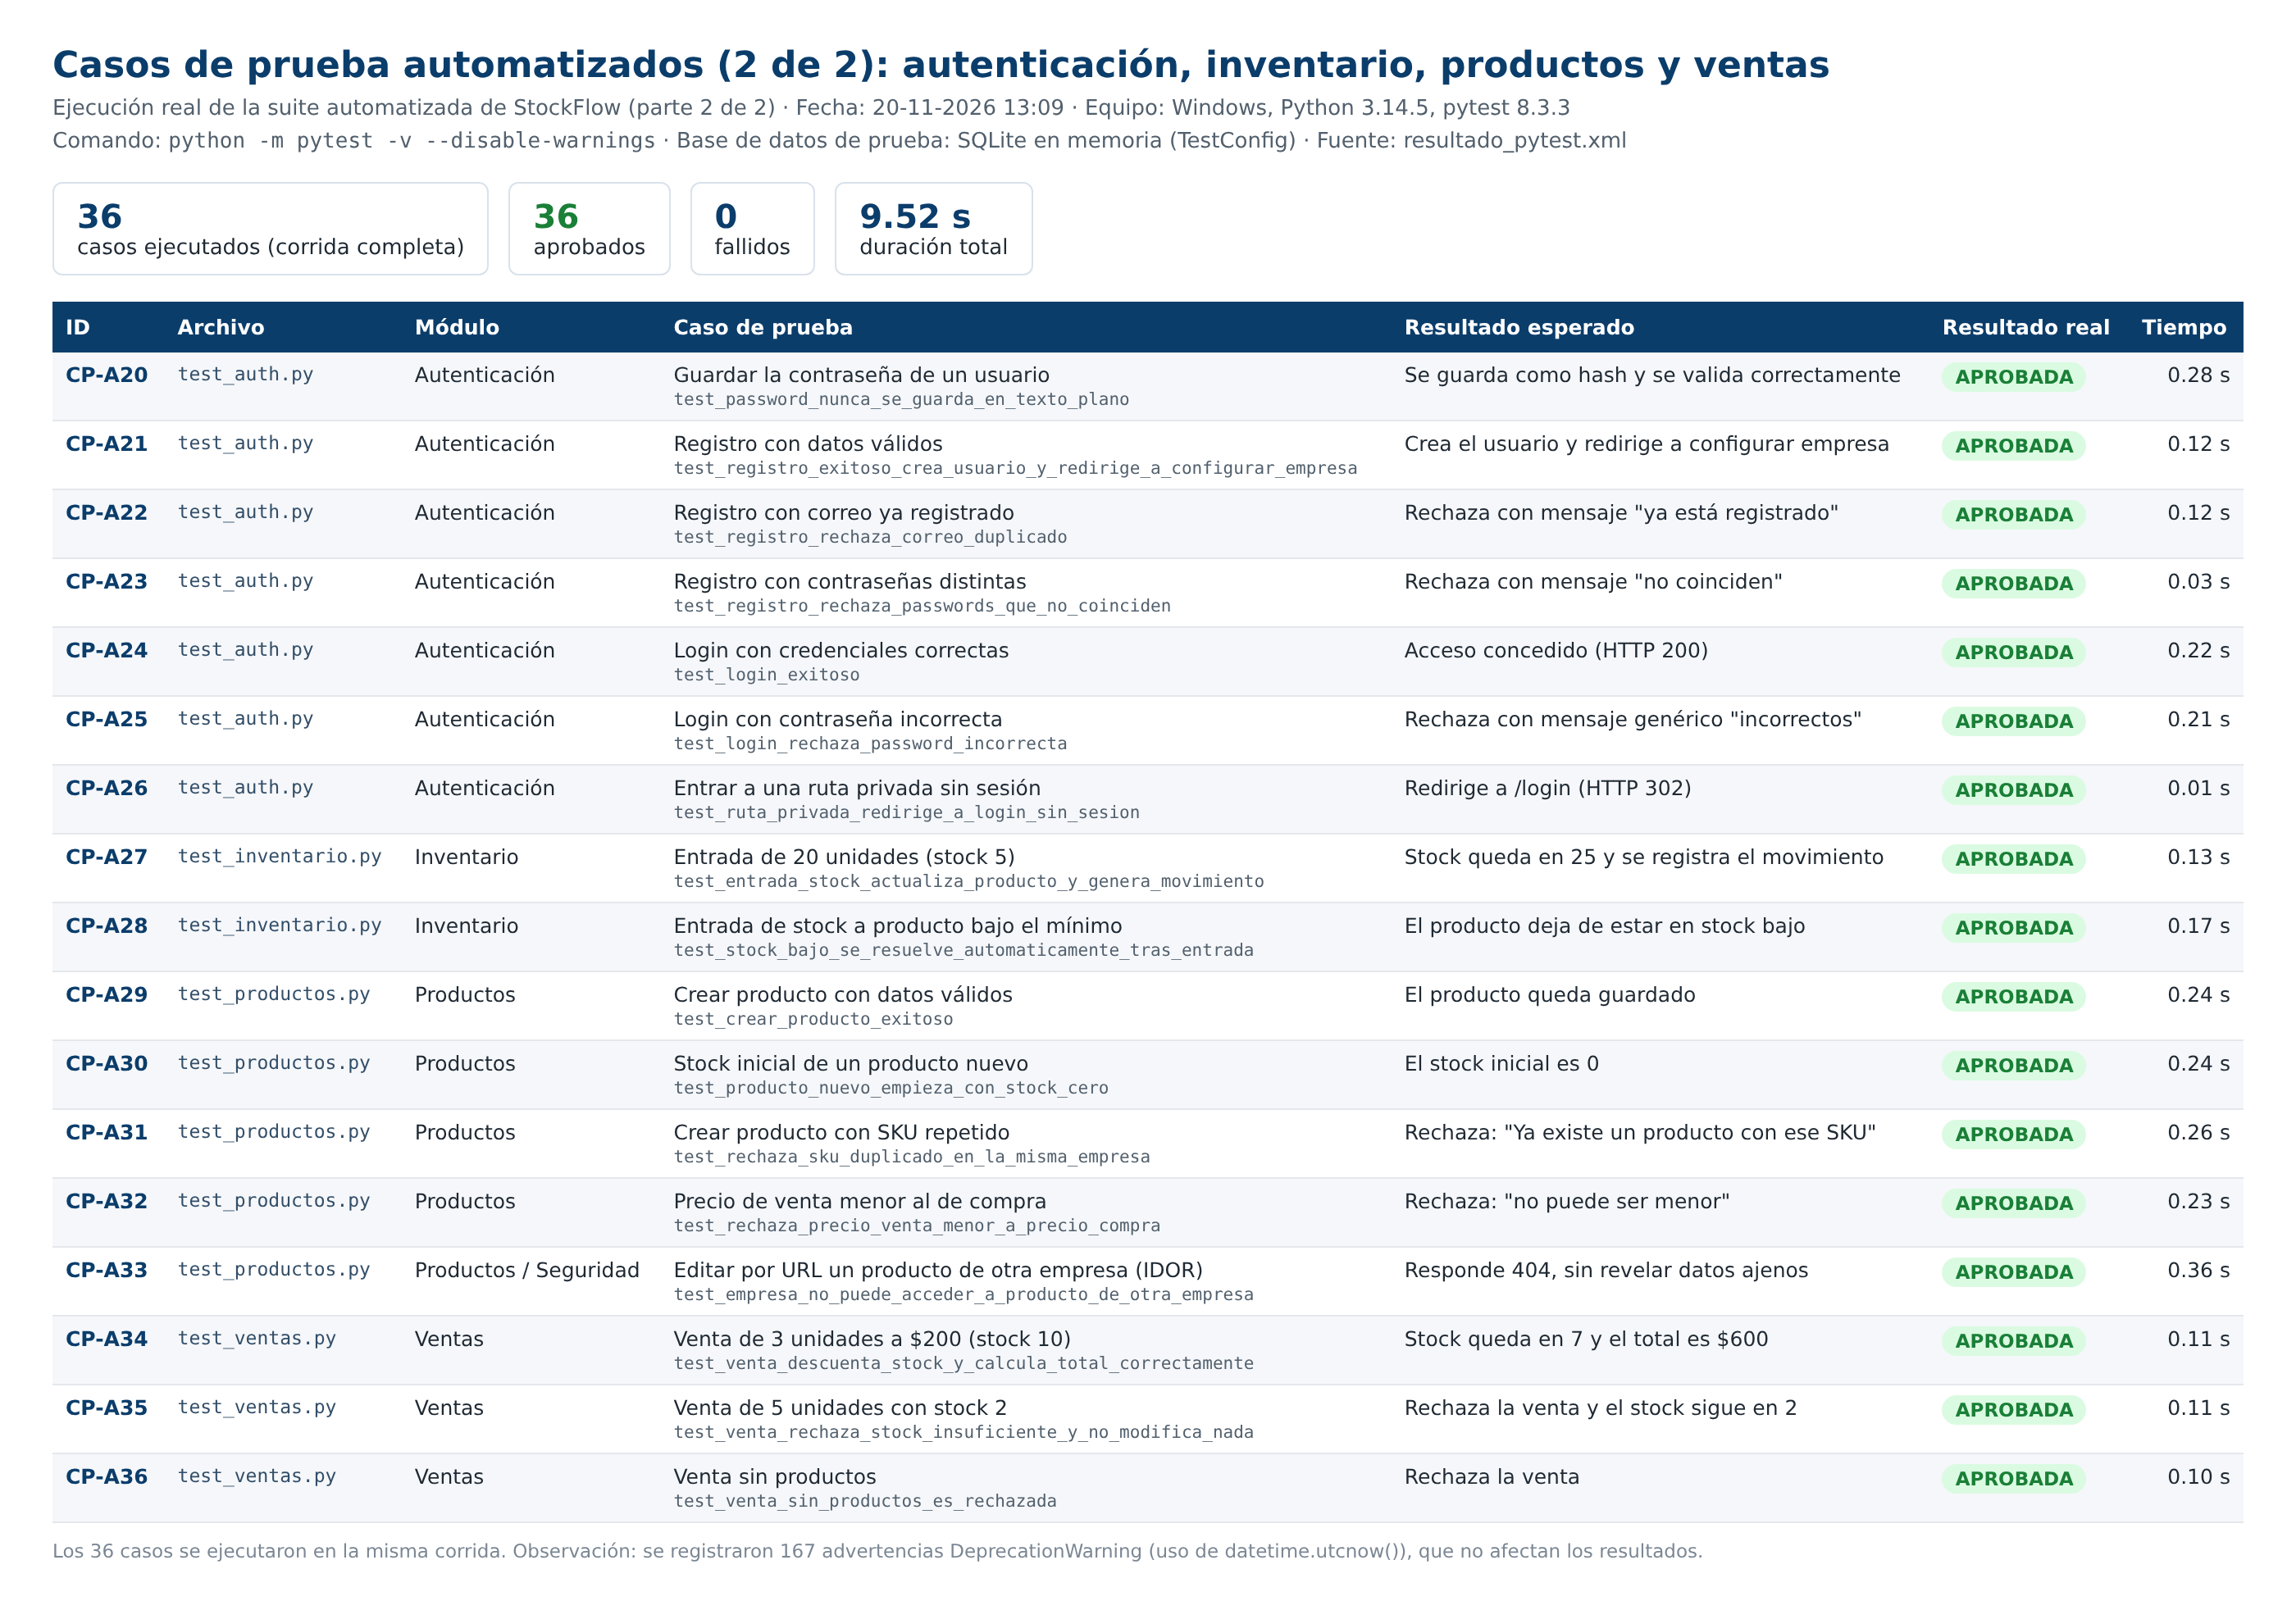 Casos de prueba automatizados (2 de 2): autenticación, inventario, productos y ventas
Ejecución real de la suite automatizada de StockFlow (parte 2 de 2) · Fecha: 20-11-2026 13:09 · Equipo: Windows, Python 3.14.5, pytest 8.3.3
Comando: python -m pytest -v --disable-warnings · Base de datos de prueba: SQLite en memoria (TestConfig) · Fuente: resultado_pytest.xml
36 36 0 9.52 s
casos ejecutados (corrida completa) aprobados fallidos duración total
ID Archivo Módulo Caso de prueba Resultado esperado Resultado real Tiempo
CP-A20 test_auth.py Autenticación Guardar la contraseña de un usuario Se guarda como hash y se valida correctamente APROBADA 0.28 s
test_password_nunca_se_guarda_en_texto_plano
CP-A21 test_auth.py Autenticación Registro con datos válidos Crea el usuario y redirige a configurar empresa APROBADA 0.12 s
test_registro_exitoso_crea_usuario_y_redirige_a_configurar_empresa
CP-A22 test_auth.py Autenticación Registro con correo ya registrado Rechaza con mensaje "ya está registrado" APROBADA 0.12 s
test_registro_rechaza_correo_duplicado
CP-A23 test_auth.py Autenticación Registro con contraseñas distintas Rechaza con mensaje "no coinciden" APROBADA 0.03 s
test_registro_rechaza_passwords_que_no_coinciden
CP-A24 test_auth.py Autenticación Login con credenciales correctas Acceso concedido (HTTP 200) APROBADA 0.22 s
test_login_exitoso
CP-A25 test_auth.py Autenticación Login con contraseña incorrecta Rechaza con mensaje genérico "incorrectos" APROBADA 0.21 s
test_login_rechaza_password_incorrecta
CP-A26 test_auth.py Autenticación Entrar a una ruta privada sin sesión Redirige a /login (HTTP 302) APROBADA 0.01 s
test_ruta_privada_redirige_a_login_sin_sesion
CP-A27 test_inventario.py Inventario Entrada de 20 unidades (stock 5) Stock queda en 25 y se registra el movimiento APROBADA 0.13 s
test_entrada_stock_actualiza_producto_y_genera_movimiento
CP-A28 test_inventario.py Inventario Entrada de stock a producto bajo el mínimo El producto deja de estar en stock bajo APROBADA 0.17 s
test_stock_bajo_se_resuelve_automaticamente_tras_entrada
CP-A29 test_productos.py Productos Crear producto con datos válidos El producto queda guardado APROBADA 0.24 s
test_crear_producto_exitoso
CP-A30 test_productos.py Productos Stock inicial de un producto nuevo El stock inicial es 0 APROBADA 0.24 s
test_producto_nuevo_empieza_con_stock_cero
CP-A31 test_productos.py Productos Crear producto con SKU repetido Rechaza: "Ya existe un producto con ese SKU" APROBADA 0.26 s
test_rechaza_sku_duplicado_en_la_misma_empresa
CP-A32 test_productos.py Productos Precio de venta menor al de compra Rechaza: "no puede ser menor" APROBADA 0.23 s
test_rechaza_precio_venta_menor_a_precio_compra
CP-A33 test_productos.py Productos / Seguridad Editar por URL un producto de otra empresa (IDOR) Responde 404, sin revelar datos ajenos APROBADA 0.36 s
test_empresa_no_puede_acceder_a_producto_de_otra_empresa
CP-A34 test_ventas.py Ventas Venta de 3 unidades a $200 (stock 10) Stock queda en 7 y el total es $600 APROBADA 0.11 s
test_venta_descuenta_stock_y_calcula_total_correctamente
CP-A35 test_ventas.py Ventas Venta de 5 unidades con stock 2 Rechaza la venta y el stock sigue en 2 APROBADA 0.11 s
test_venta_rechaza_stock_insuficiente_y_no_modifica_nada
CP-A36 test_ventas.py Ventas Venta sin productos Rechaza la venta APROBADA 0.10 s
test_venta_sin_productos_es_rechazada
Los 36 casos se ejecutaron en la misma corrida. Observación: se registraron 167 advertencias DeprecationWarning (uso de datetime.utcnow()), que no afectan los resultados.